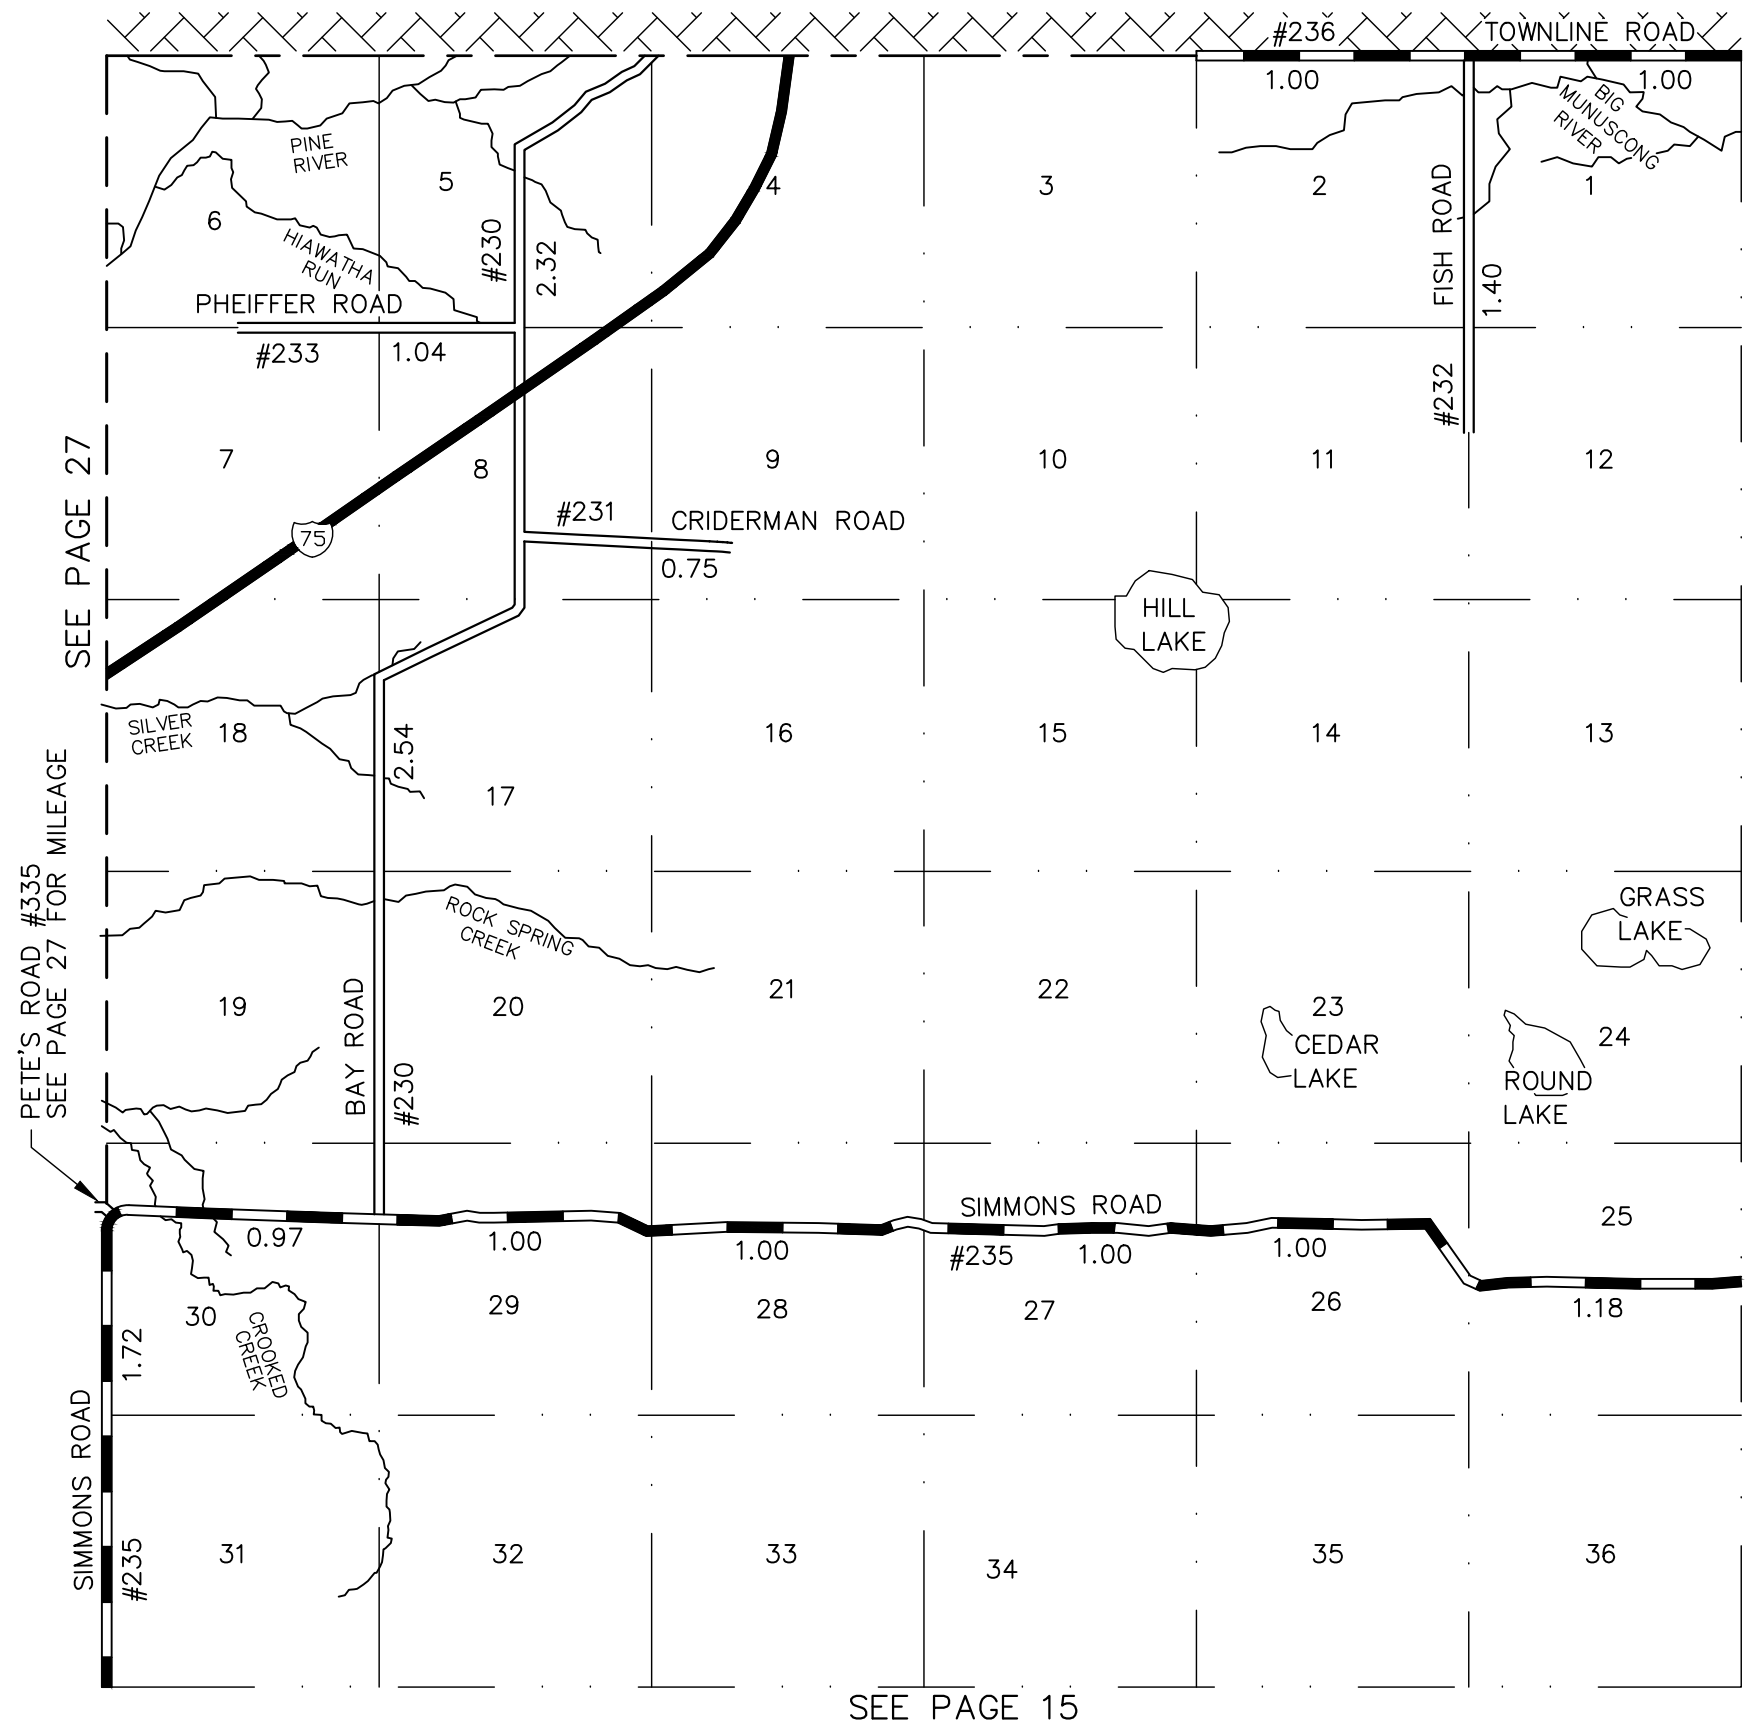 #236
TOWNLINE ROAD
1.00
1.00
BIG
MUNUSCONG
RIVER
PINE
RIVER
5
4
3
2
1
6
HIAWATHA
RUN
#230
2.32
FISH ROAD
1.40
PHEIFFER ROAD
#233
1.04
#232
SEE PAGE 27
7
8
9
10
11
12
75
#231
CRIDERMAN ROAD
0.75
HILL
LAKE
SILVER
CREEK
18
2.54
17
16
15
14
13
PETE'S ROAD #335
SEE PAGE 27 FOR MILEAGE
ROCK SPRING
CREEK
GRASS
LAKE
19
BAY ROAD
#230
20
21
22
23
CEDAR
LAKE
24
ROUND
LAKE
SIMMONS ROAD
25
0.97
1.00
1.00
#235
1.00
1.00
1.18
30
29
28
27
26
CROOKED
CREEK
1.72
SIMMONS ROAD
#235
31
32
33
34
35
36
SEE PAGE 15